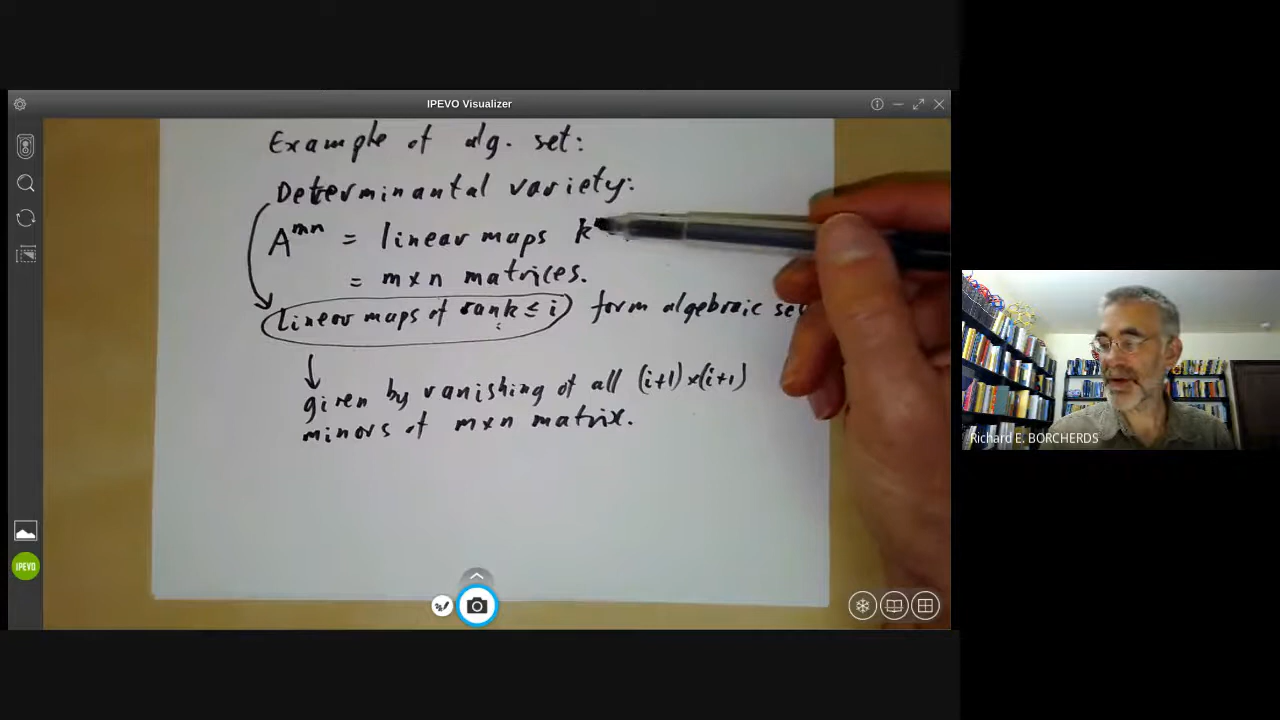 IPEVO Visualizer
Example of alg. set:
Determinantal variety:
A^mn = linear maps k
= m×n matrices.
linear maps of rank ≤ i form algebraic set
given by vanishing of all (i+1)×(i+1)
minors of m×n matrix.
IPEVO
Richard E. BORCHERDS